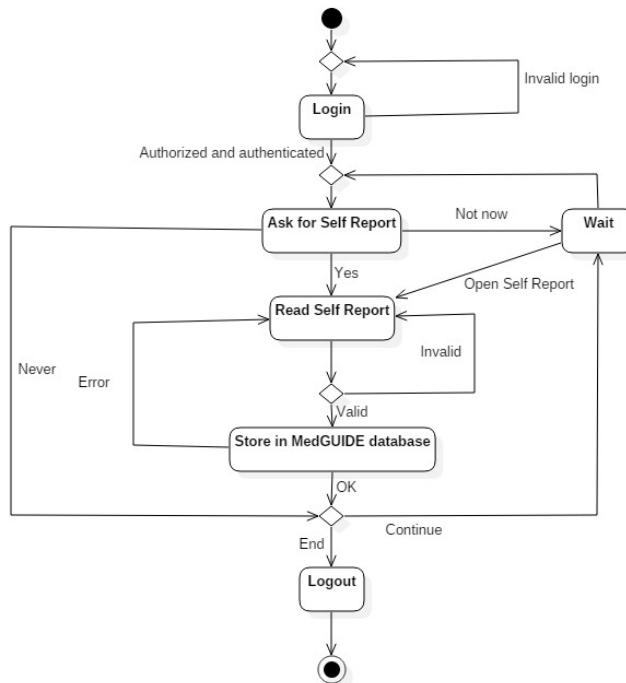 Invalid login
Login
Authorized and authenticated
Ask for Self Report
Not now
Wait
Yes
Open Self Report
Read Self Report
Invalid
Never
Error
Valid
Store in MedGUIDE database
OK
End
Continue
Logout